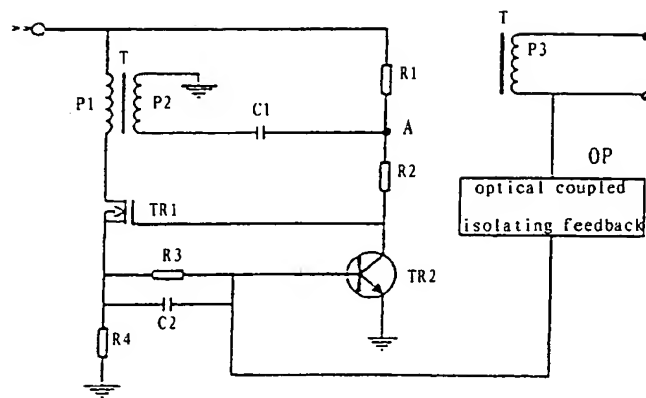 T
T
P3
R1
P1
P2
C1
A
R2
OP
optical coupled
isolating feedback
TR1
R3
TR2
C2
R4